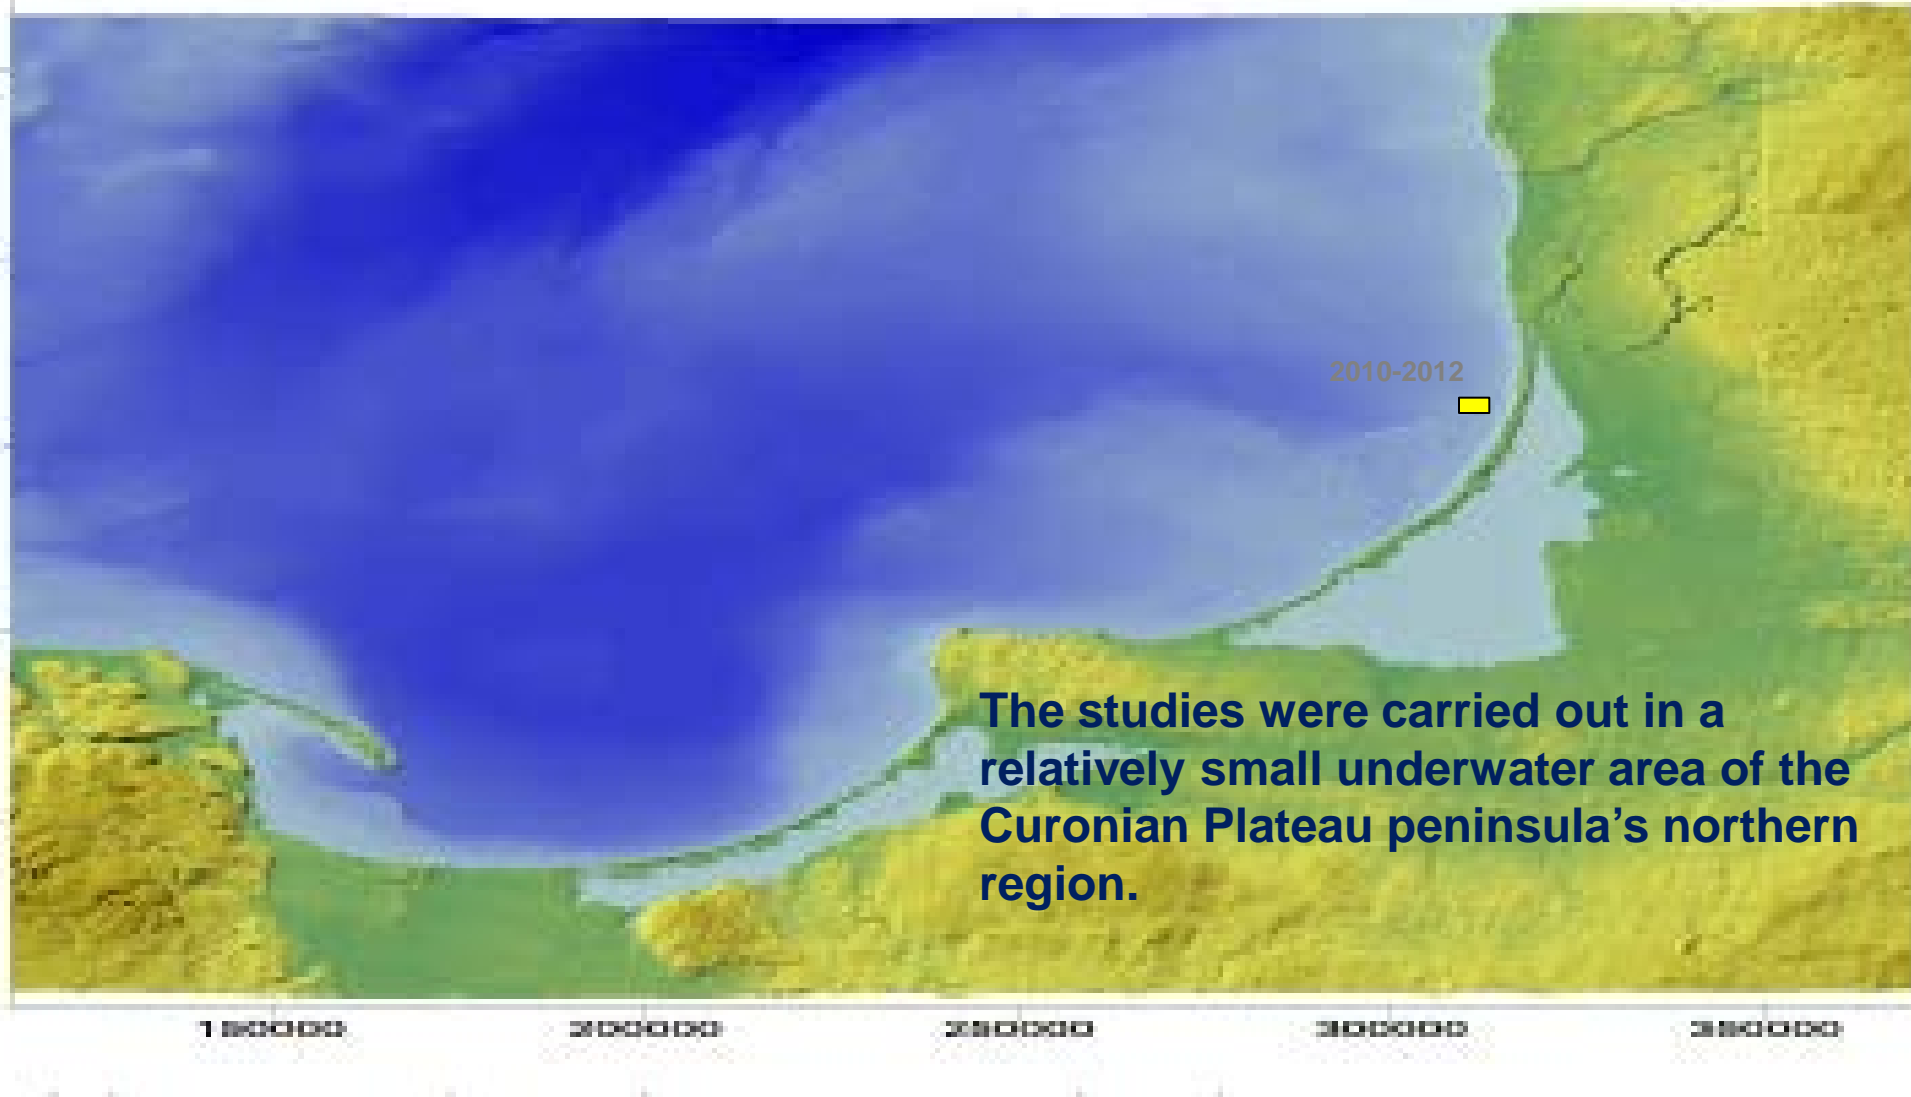 2010-2012
The studies were carried out in a
relatively small underwater area of the
Curonian Plateau peninsula’s northern
region.
150000 200000 250000 300000 350000